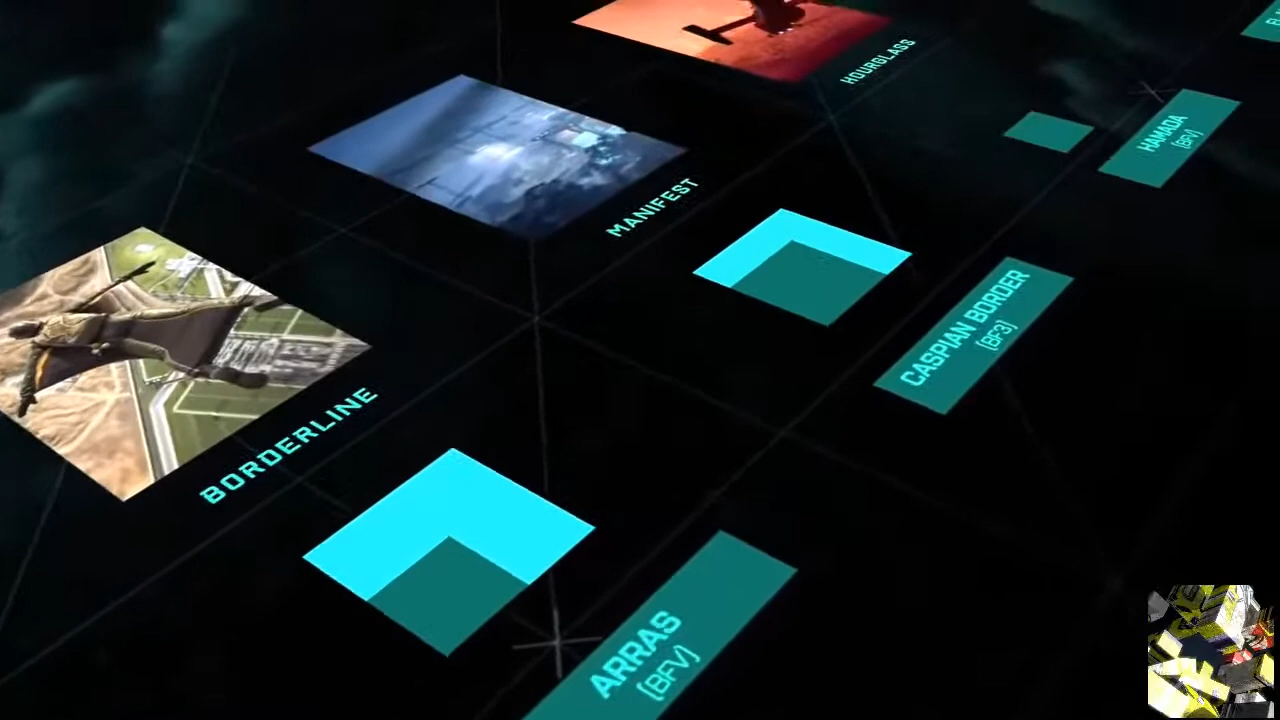 HOURGLASS
MANIFEST
BORDERLINE
HAMADA
(BFV)
CASPIAN BORDER
(BF3)
ARRAS
(BFV)